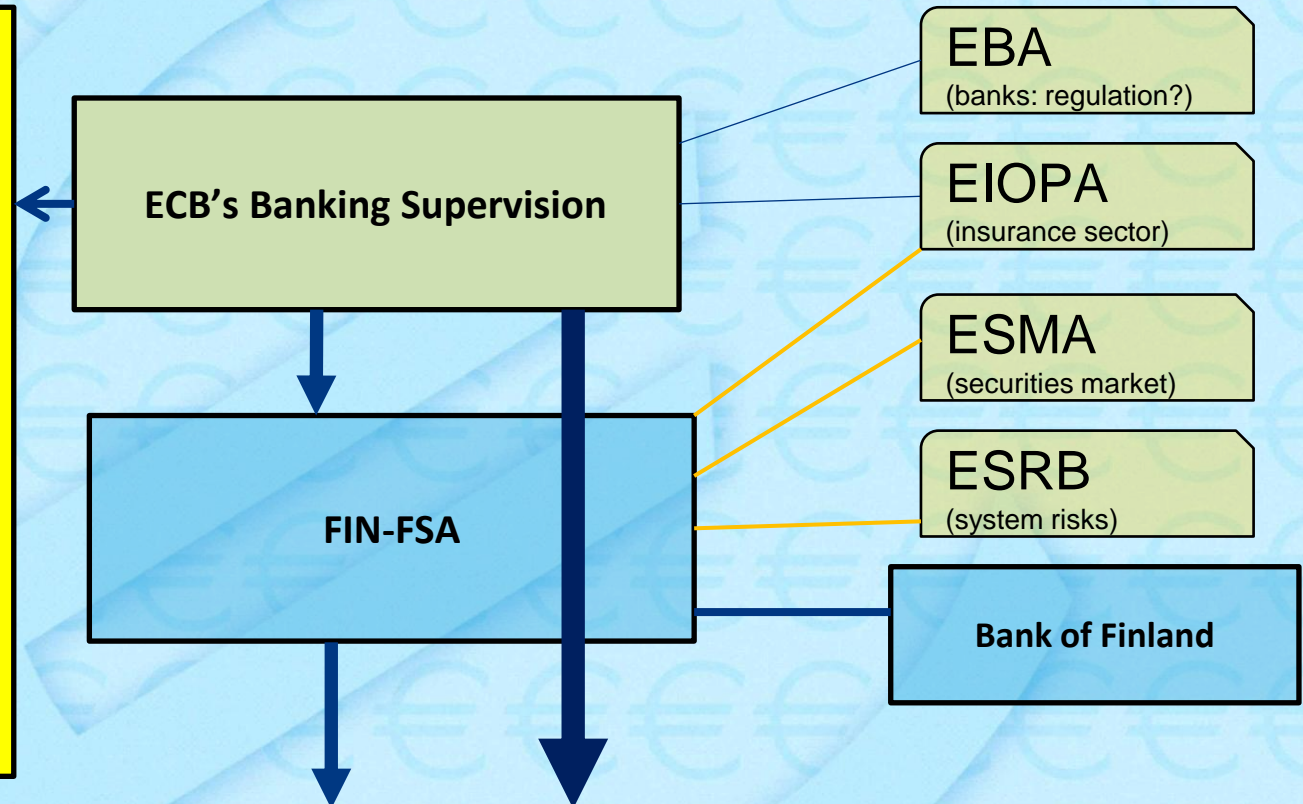 EBA
(banks: regulation?)
ECB’s Banking Supervision
EIOPA
(insurance sector)
ESMA
(securities market)
FIN-FSA
ESRB
(system risks)
Bank of Finland